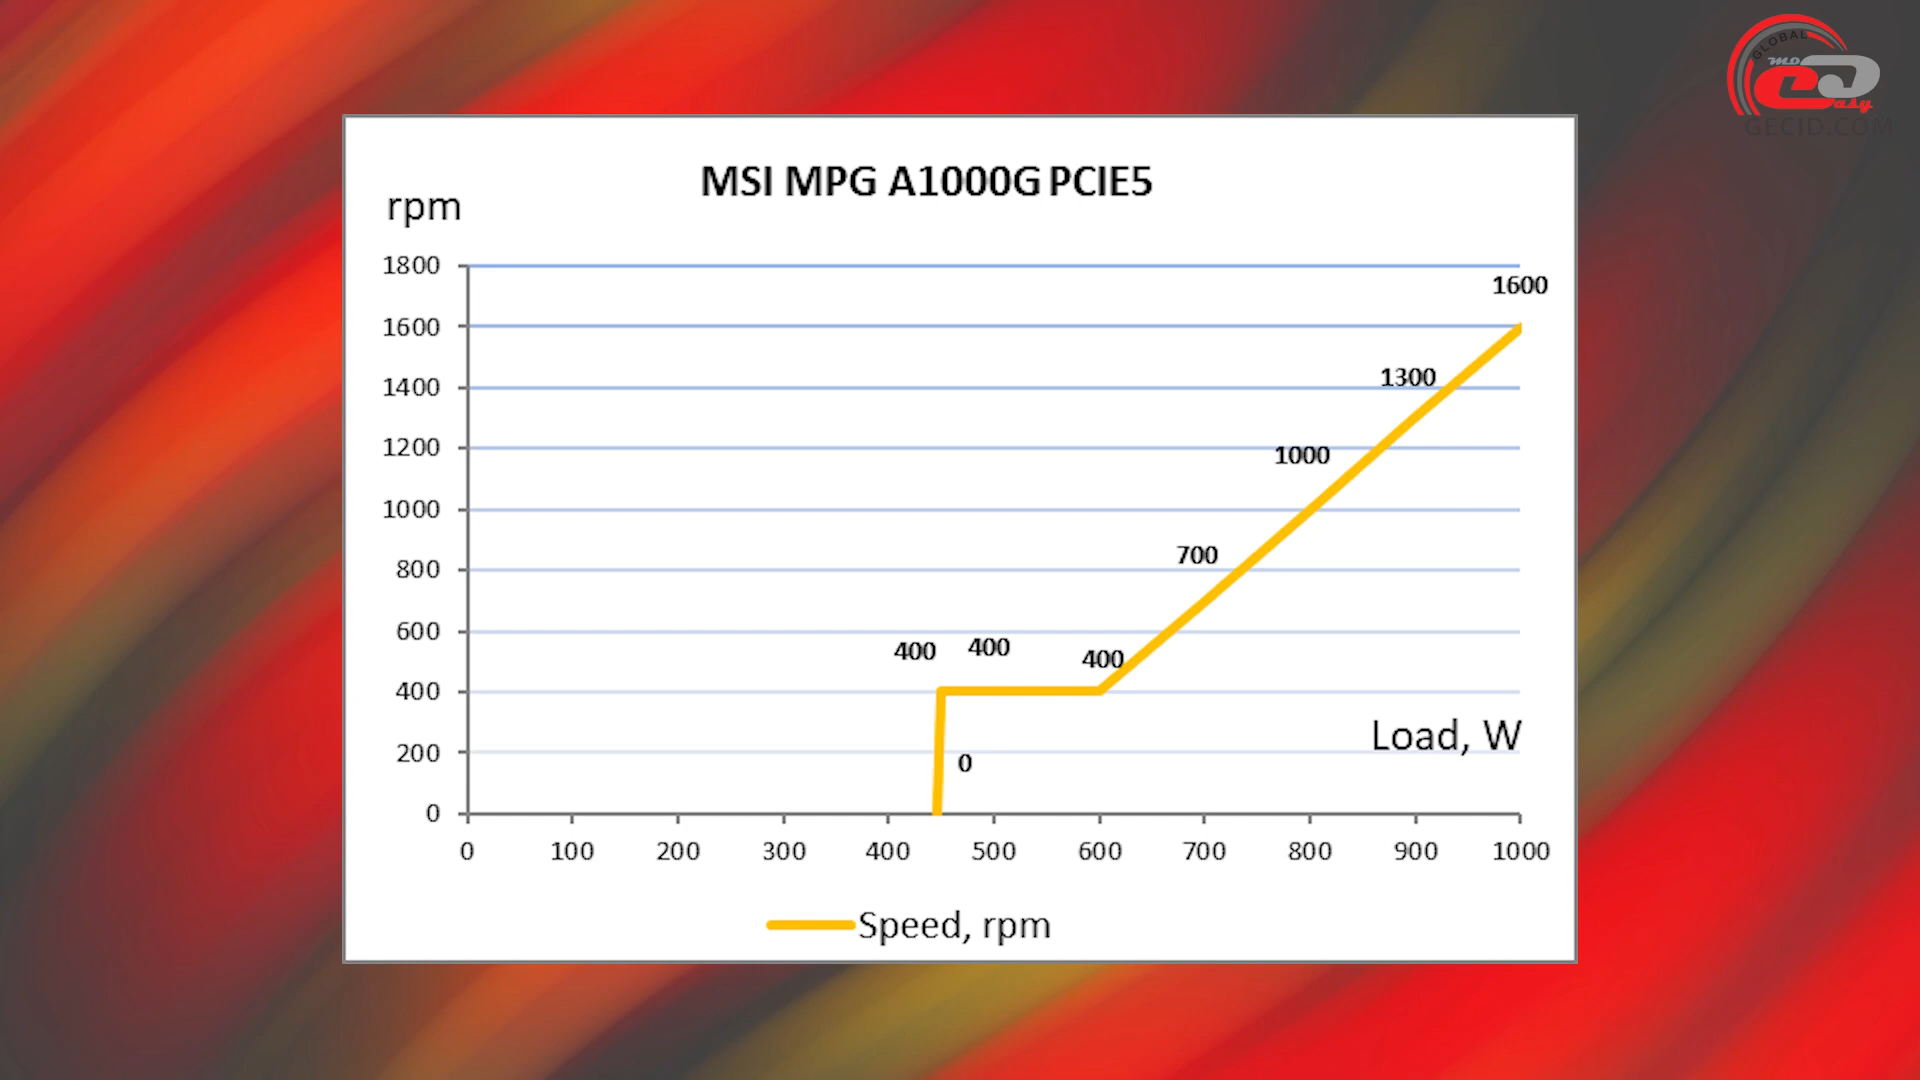 GLOBAL
MO
easy
GECID.COM
MSI MPG A1000G PCIE5
rpm
1800
1600
1600
1400
1300
1200
1000
1000
800
700
600
400
400
400
400
Load, W
200
0
0
0 100 200 300 400 500 600 700 800 900 1000
Speed, rpm